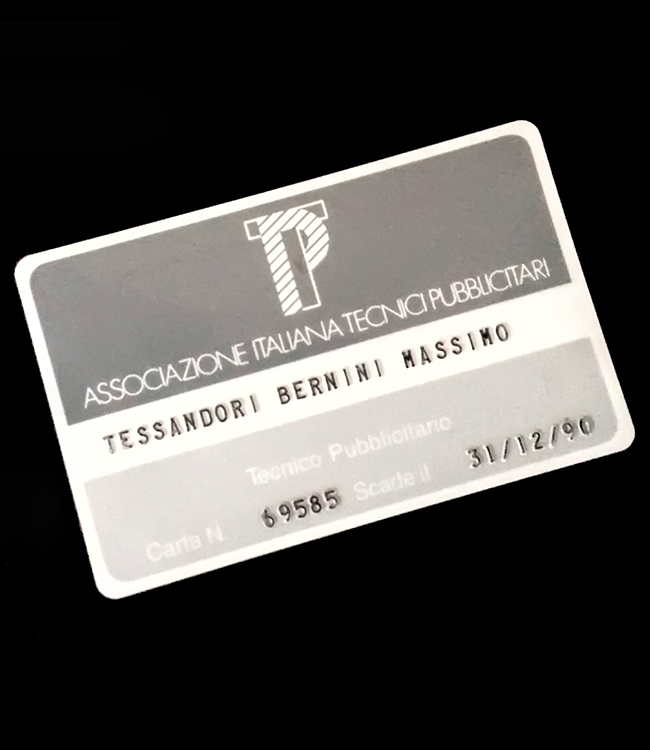 TP
ASSOCIAZIONE ITALIANA TECNICI PUBBLICITARI
TESSANDORI BERNINI MASSIMO
Tecnico Pubblicitario
Carta N. 69585 Scade il 31/12/90